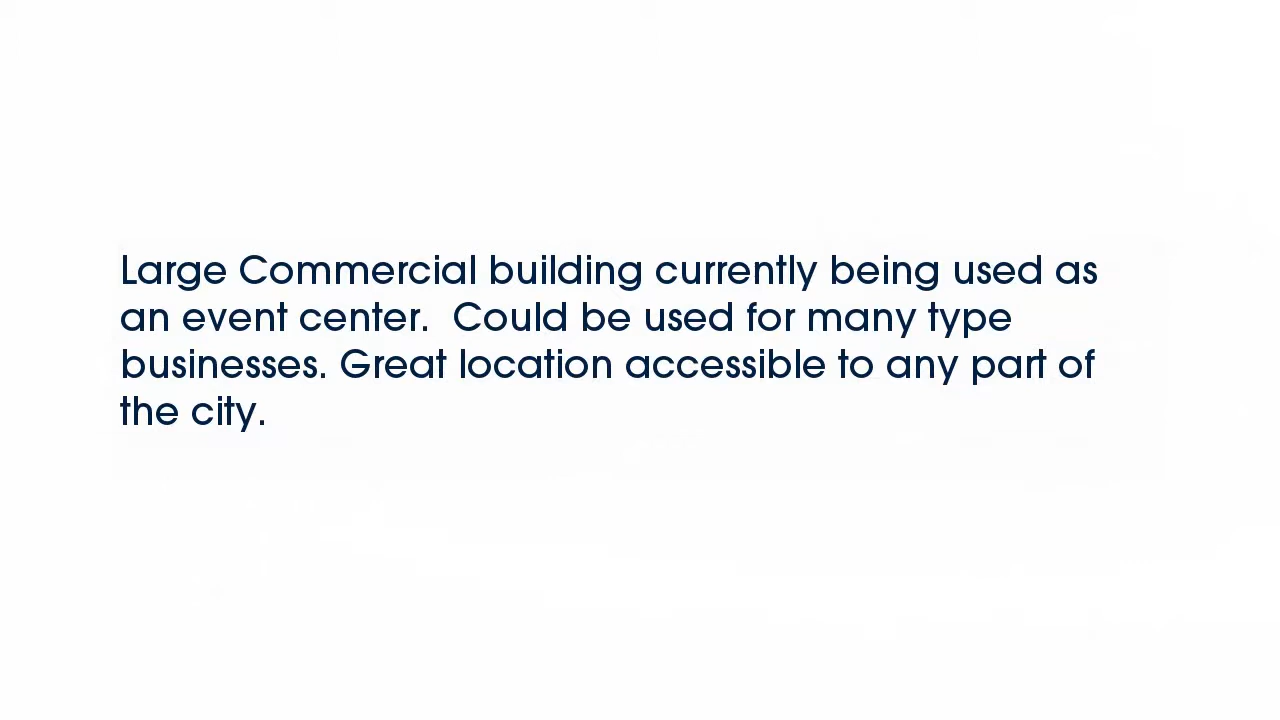 Large Commercial building currently being used as
an event center.  Could be used for many type
businesses. Great location accessible to any part of
the city.